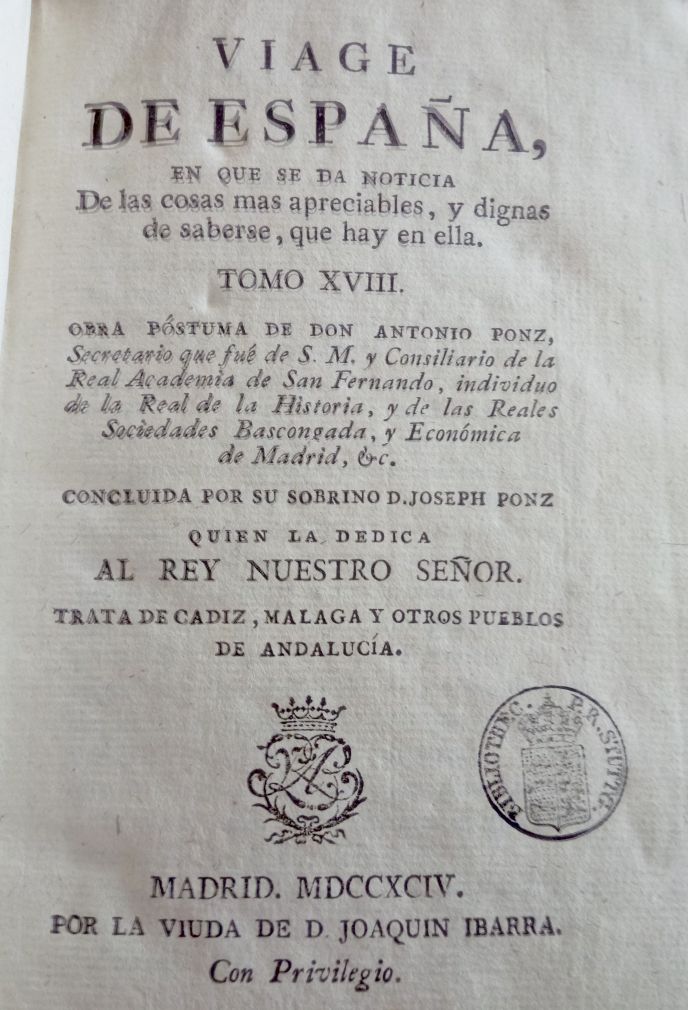 VIAGE
DE ESPAÑA,
EN QUE SE DA NOTICIA
De las cosas mas apreciables, y dignas
de saberse, que hay en ella.
TOMO XVIII.
OBRA PÓSTUMA DE DON ANTONIO PONZ,
Secretario que fué de S. M. y Consiliario de la
Real Academia de San Fernando, individuo
de la Real de la Historia, y de las Reales
Sociedades Bascongada, y Económica
de Madrid, &c.
CONCLUIDA POR SU SOBRINO D. JOSEPH PONZ
QUIEN LA DEDICA
AL REY NUESTRO SEÑOR.
TRATA DE CADIZ, MALAGA Y OTROS PUEBLOS
DE ANDALUCÍA.
BIBLIOTHEC. R. STUTTG.
MADRID. MDCCXCIV.
POR LA VIUDA DE D. JOAQUIN IBARRA.
Con Privilegio.